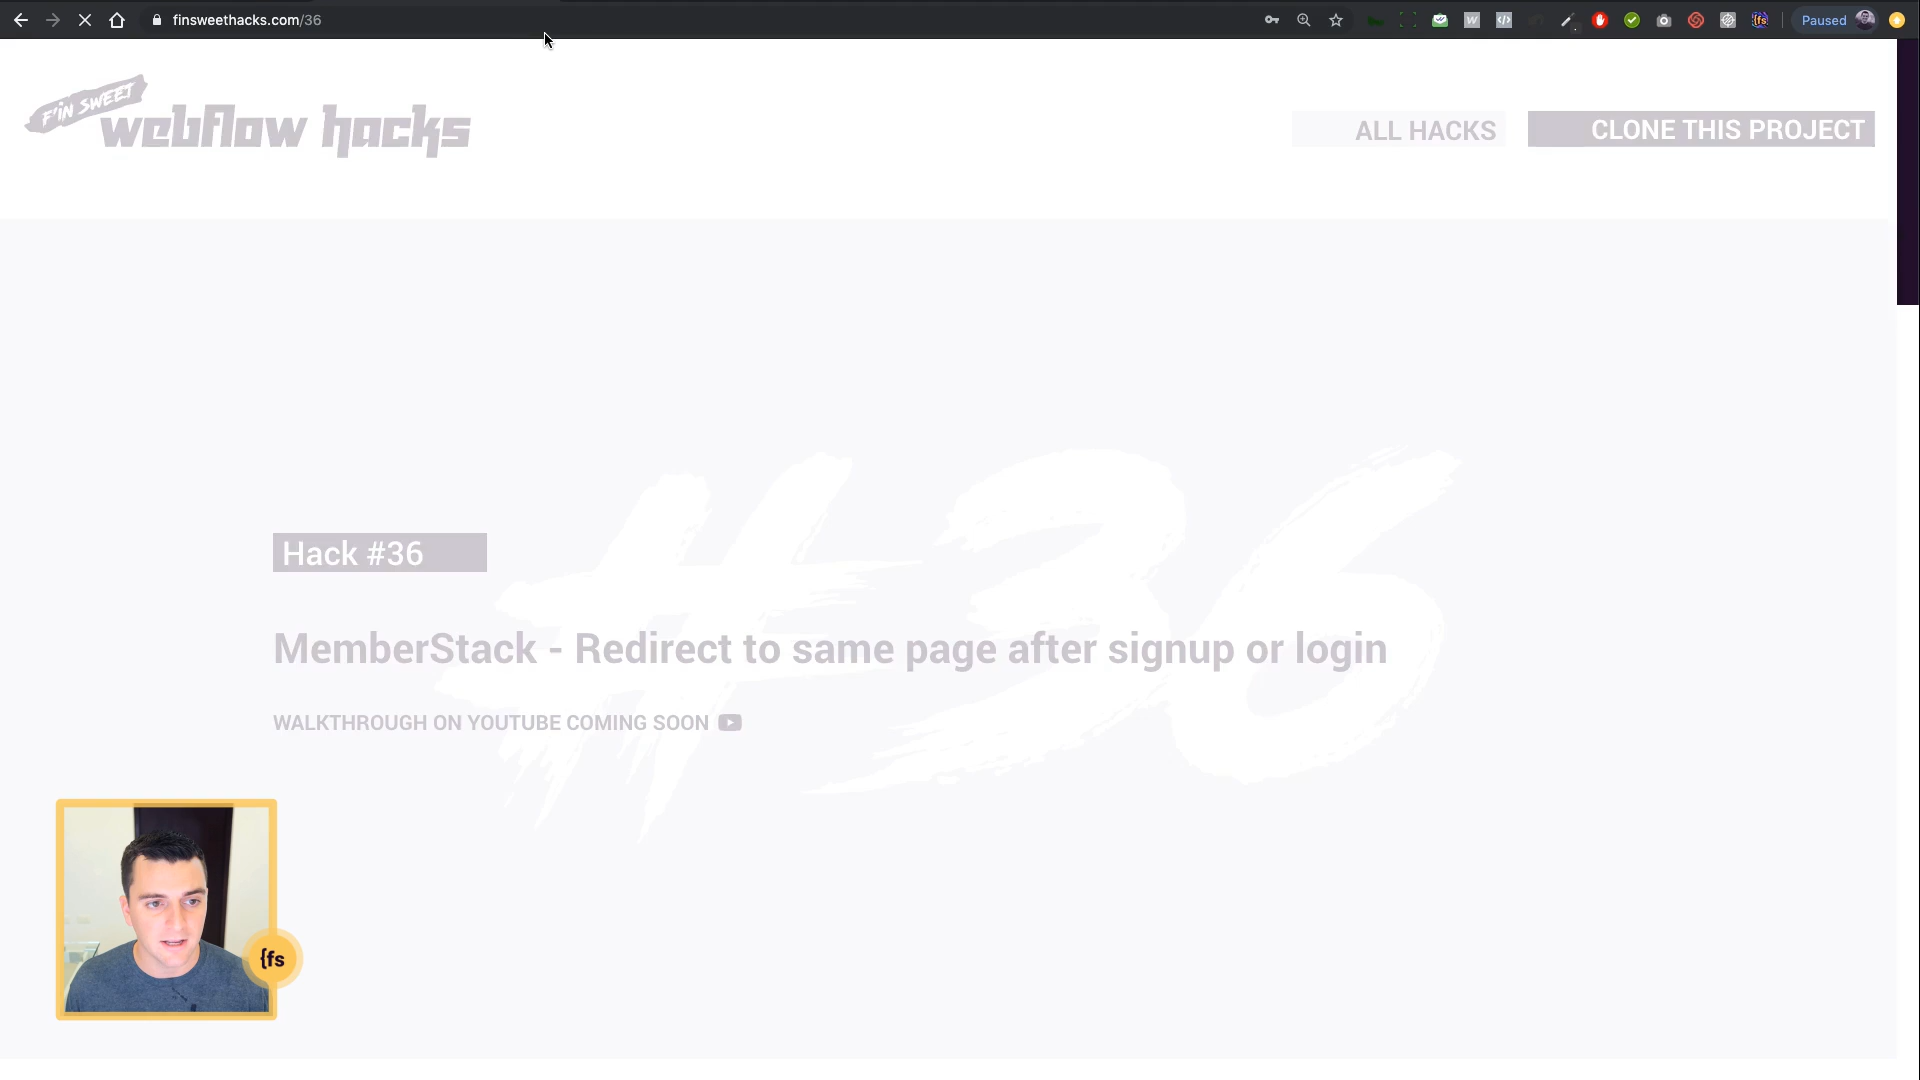 finsweethacks.com/36
Paused
F'IN SWEET
webflow hacks
ALL HACKS
CLONE THIS PROJECT
#36
Hack #36
MemberStack - Redirect to same page after signup or login
WALKTHROUGH ON YOUTUBE COMING SOON
{fs